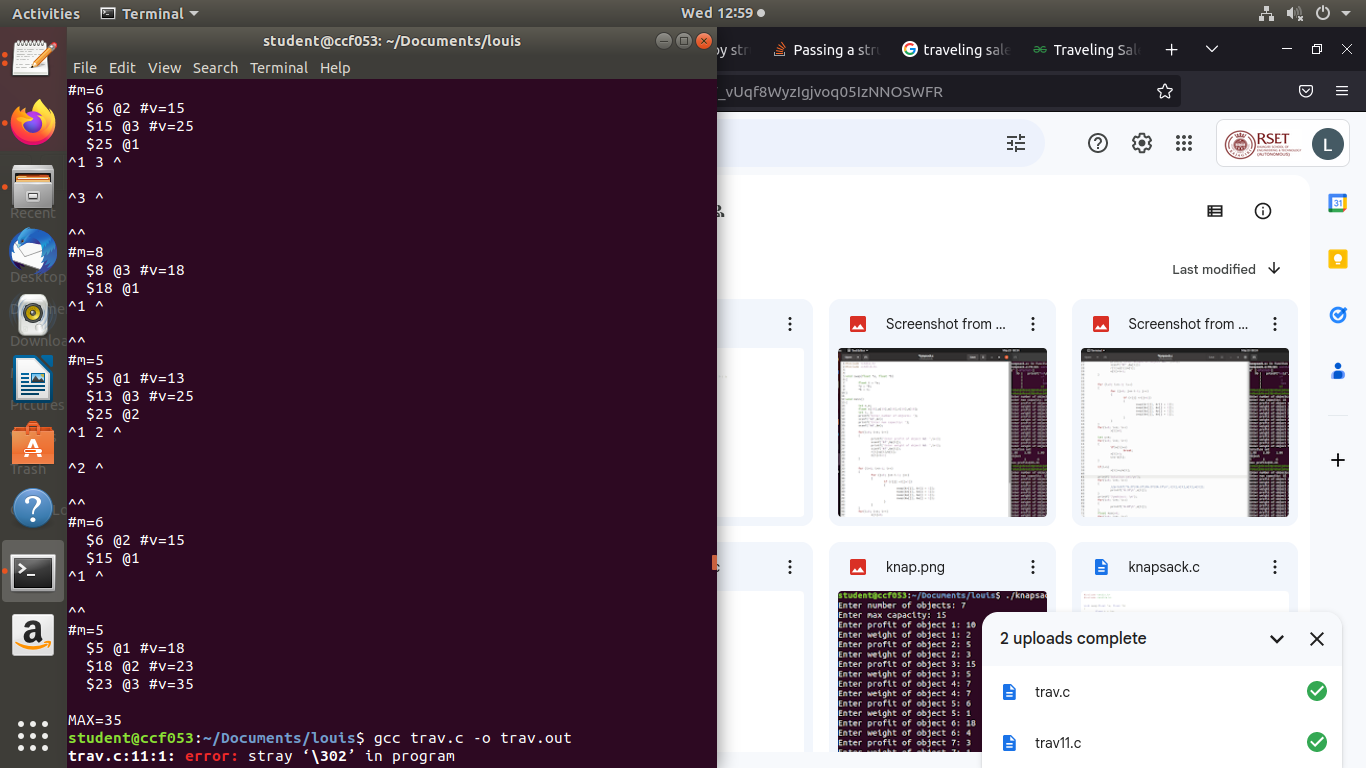 Activities
Terminal
Wed 12:59
student@ccf053: ~/Documents/louis
File Edit View Search Terminal Help
#m=6
$6 @2 #v=15
$15 @3 #v=25
$25 @1
^1 3 ^
^3 ^
^^
#m=8
$8 @3 #v=18
$18 @1
^1 ^
^^
#m=5
$5 @1 #v=13
$13 @3 #v=25
$25 @2
^1 2 ^
^2 ^
^^
#m=6
$6 @2 #v=15
$15 @1
^1 ^
^^
#m=5
$5 @1 #v=18
$18 @2 #v=23
$23 @3 #v=35
MAX=35
student@ccf053:~/Documents/louis$ gcc trav.c -o trav.out
trav.c:11:1: error: stray ‘\302’ in program
Recent
Desktop
Pictures
Trash
by str
Passing a stru
traveling sale
Traveling Sale
_vUqf8WyzIgjvoq05IzNNOSWFR
RSET
L
31
Last modified
Screenshot from ...
Screenshot from ...
knap.png
knapsack.c
student@ccf053:~/Documents/louis$ ./knapsac
Enter number of objects: 7
Enter max capacity: 15
Enter profit of object 1: 10
Enter weight of object 1: 2
Enter profit of object 2: 5
Enter weight of object 2: 3
Enter profit of object 3: 15
Enter weight of object 3: 5
Enter profit of object 4: 7
Enter weight of object 4: 7
Enter profit of object 5: 6
Enter weight of object 5: 1
Enter profit of object 6: 18
Enter weight of object 6: 4
Enter profit of object 7: 3
2 uploads complete
trav.c
trav11.c